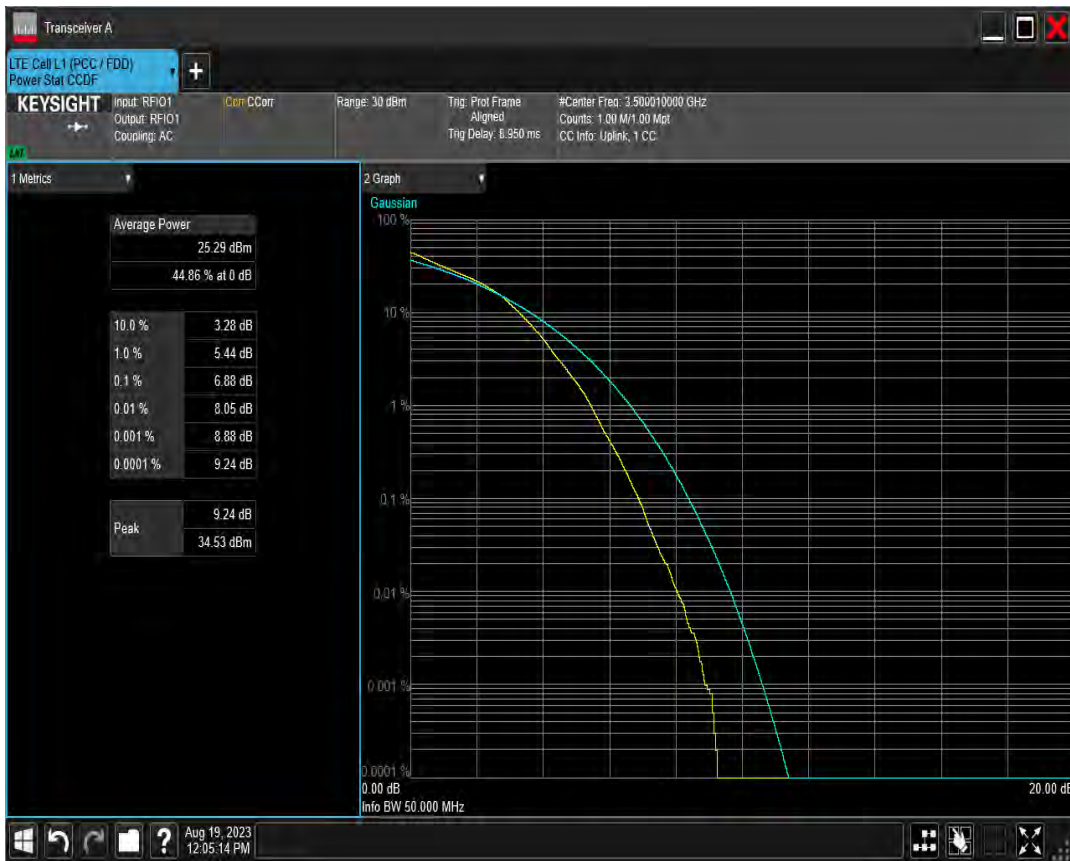 Transceiver A
LTE Cell L1 (PCC / FDD)
Power Stat CCDF
KEYSIGHT
Input: RFIO1
Output: RFIO1
Coupling: AC
Corr CCorr
Range: 30 dBm
Trig: Prot Frame
Aligned
Trig Delay: 8.950 ms
#Center Freq: 3.500010000 GHz
Counts: 1.00 M/1.00 Mpt
CC Info: Uplink, 1 CC
LXI
1 Metrics
Average Power
25.29 dBm
44.86 % at 0 dB
10.0 % 3.28 dB
1.0 % 5.44 dB
0.1 % 6.88 dB
0.01 % 8.05 dB
0.001 % 8.88 dB
0.0001 % 9.24 dB
Peak
9.24 dB
34.53 dBm
2 Graph
Gaussian
100 %
10 %
1 %
0.1 %
0.01 %
0.001 %
0.0001 %
0.00 dB 20.00 dB
Info BW 50.000 MHz
Aug 19, 2023
12:05:14 PM